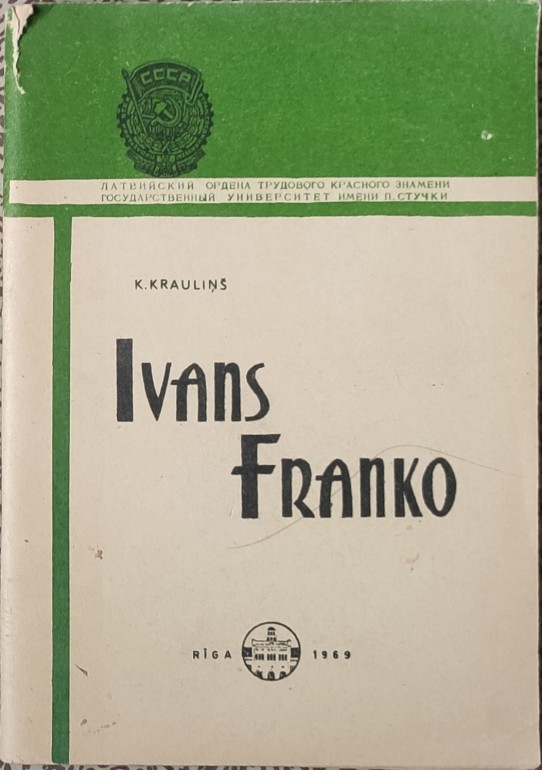 СССР
ЛАТВИЙСКИЙ ОРДЕНА ТРУДОВОГО КРАСНОГО ЗНАМЕНИ
ГОСУДАРСТВЕННЫЙ УНИВЕРСИТЕТ ИМЕНИ П. СТУЧКИ
K. KRAULIŅŠ
IVANS
FRANKO
RĪGA 1969